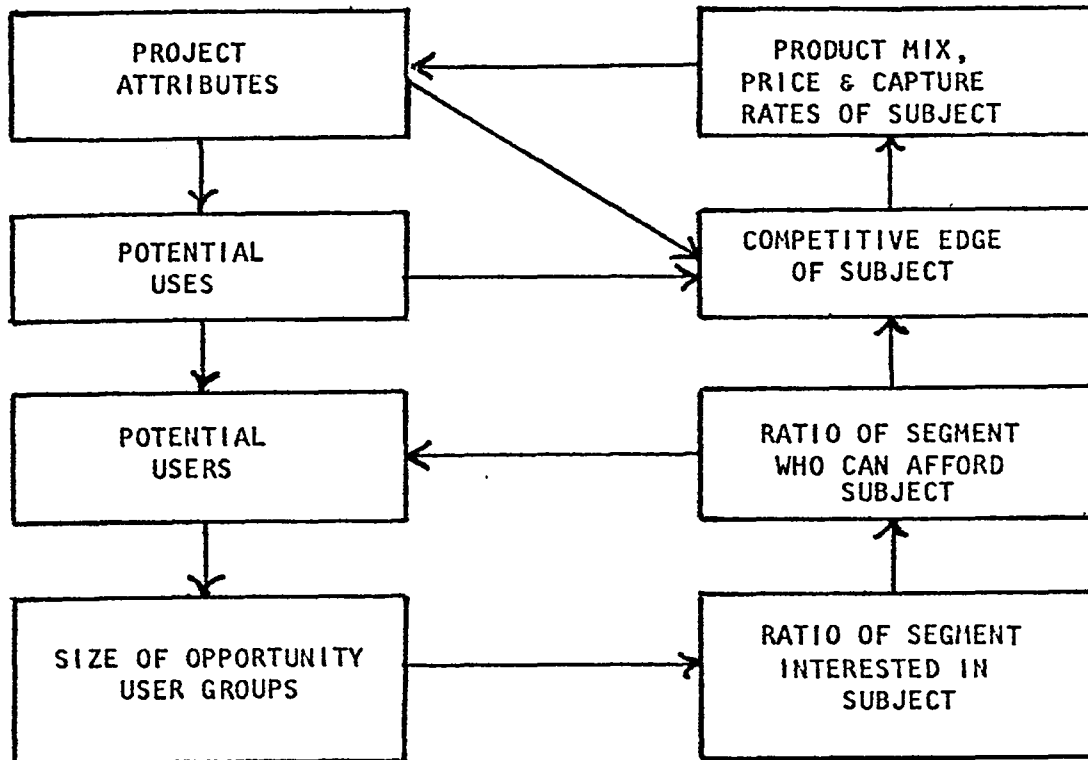 PROJECT
ATTRIBUTES
PRODUCT MIX,
PRICE & CAPTURE
RATES OF SUBJECT
POTENTIAL
USES
COMPETITIVE EDGE
OF SUBJECT
POTENTIAL
USERS
RATIO OF SEGMENT
WHO CAN AFFORD
SUBJECT
SIZE OF OPPORTUNITY
USER GROUPS
RATIO OF SEGMENT
INTERESTED IN
SUBJECT